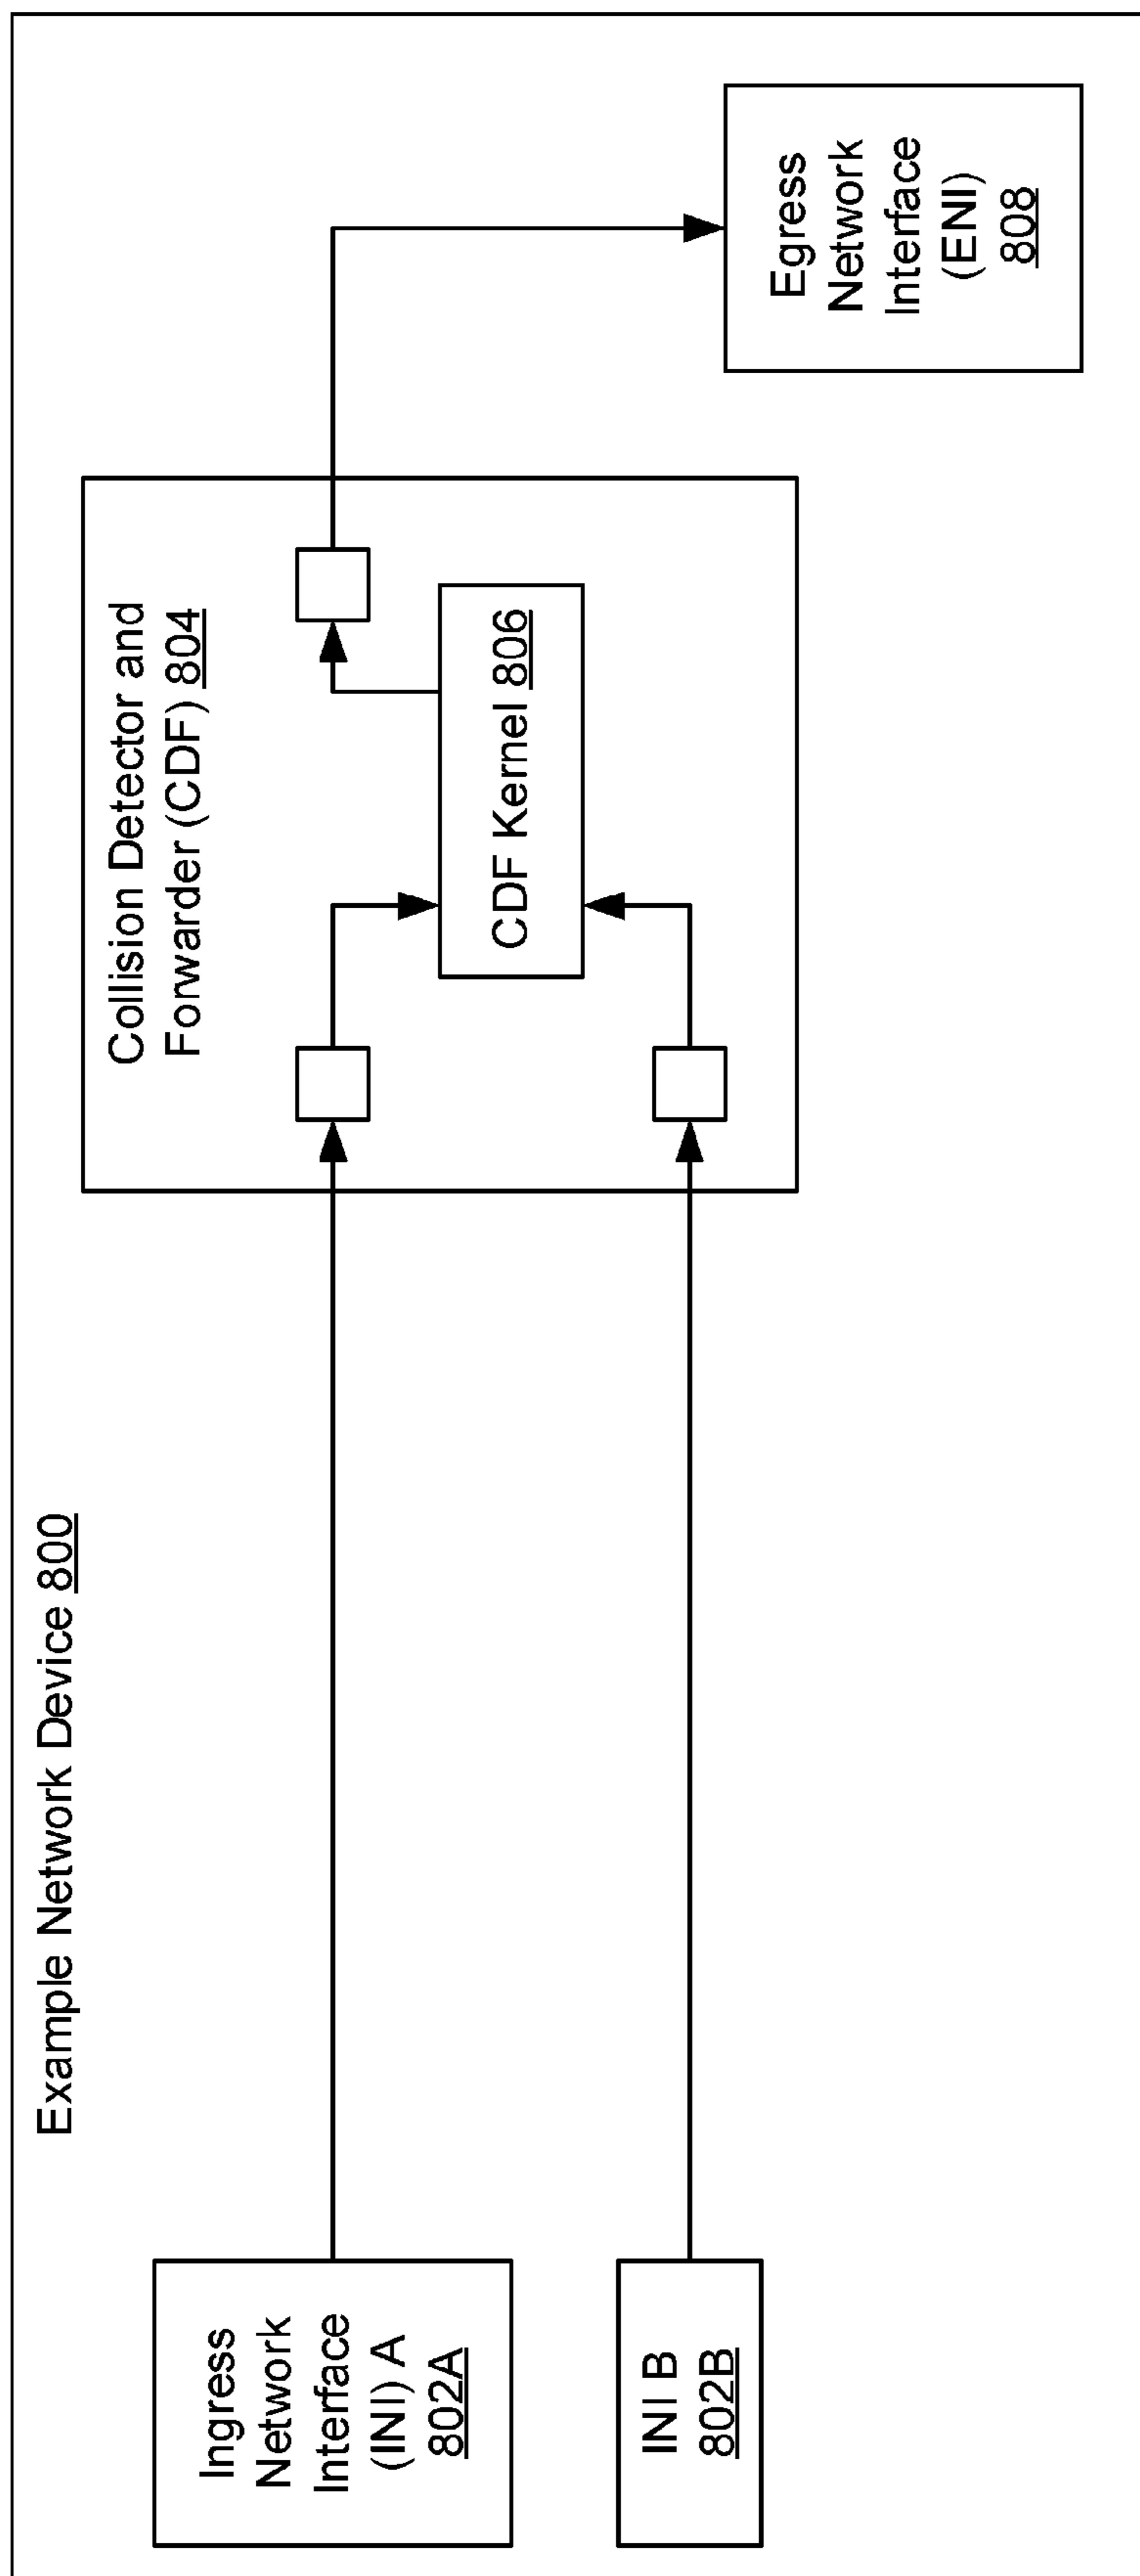 Example Network Device 800
Ingress
Network
Interface
(INI) A
802A
INI B
802B
Collision Detector and
Forwarder (CDF) 804
CDF Kernel 806
Egress
Network
Interface
(ENI)
808